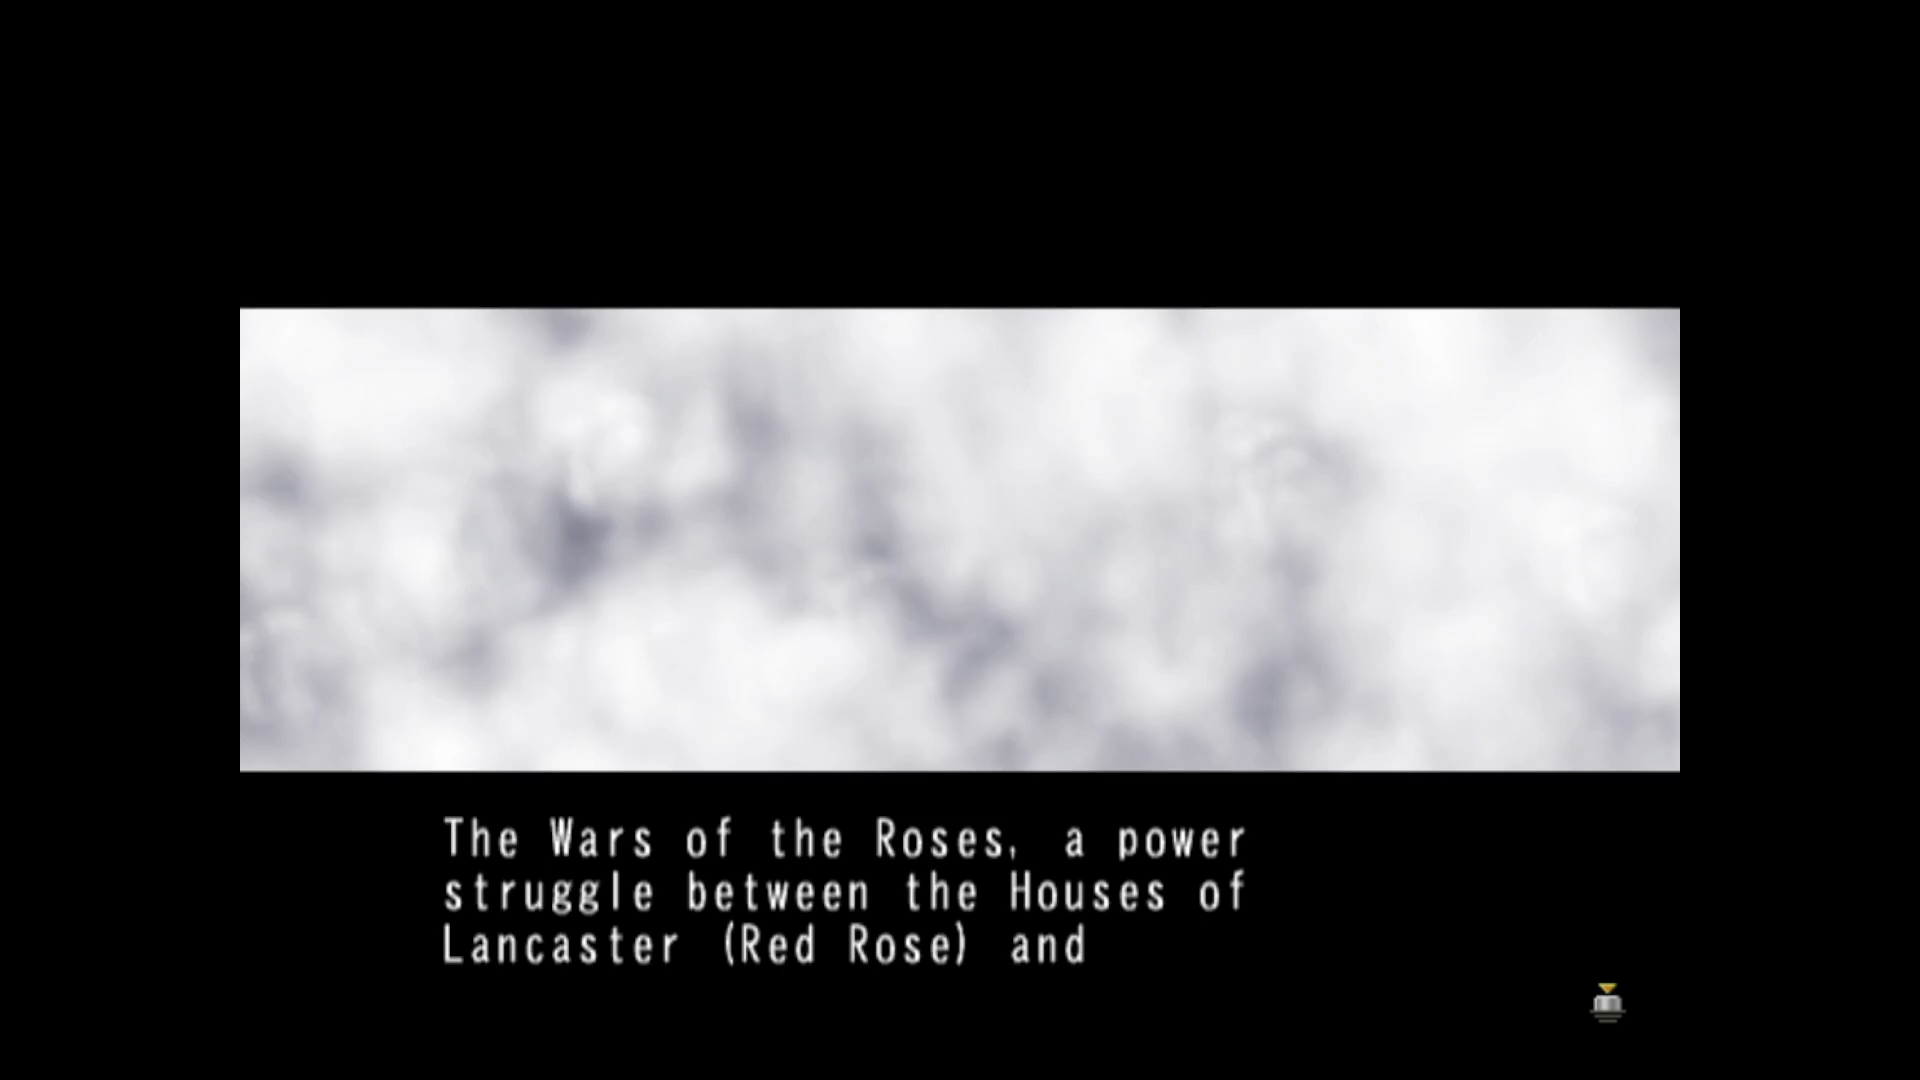 The Wars of the Roses, a power
struggle between the Houses of
Lancaster (Red Rose) and